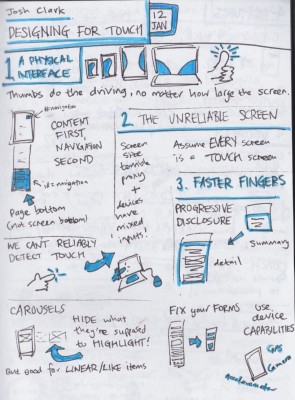 Josh Clark
DESIGNING FOR TOUCH
12
JAN
1 A PHYSICAL
INTERFACE
Thumbs do the driving, no matter how large the screen.
#navigation
CONTENT
FIRST,
NAVIGATION
SECOND
id=navigation
Page bottom
(not screen bottom)
2. THE UNRELIABLE SCREEN
Screen
size
terrible
proxy
+
devices
have
mixed
inputs!
Assume EVERY screen
is a TOUCH screen
3. FASTER FINGERS
PROGRESSIVE
DISCLOSURE
Summary
detail
WE CAN'T RELIABLY
DETECT TOUCH
CAROUSELS
HIDE what
they're supposed
to HIGHLIGHT!
But good for LINEAR/LIKE items
FIX your FORMS
USE
device
CAPABILITIES
GPS
Camera
Accelerometer